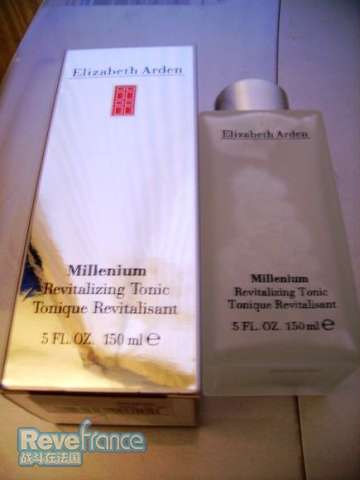 Elizabeth Arden
Millenium
Revitalizing Tonic
Tonique Revitalisant
5 FL.OZ. 150 ml ℮
Elizabeth Arden
Millenium
Revitalizing Tonic
Tonique Revitalisant
5 FL.OZ. 150 ml ℮
Revefrance
战斗在法国